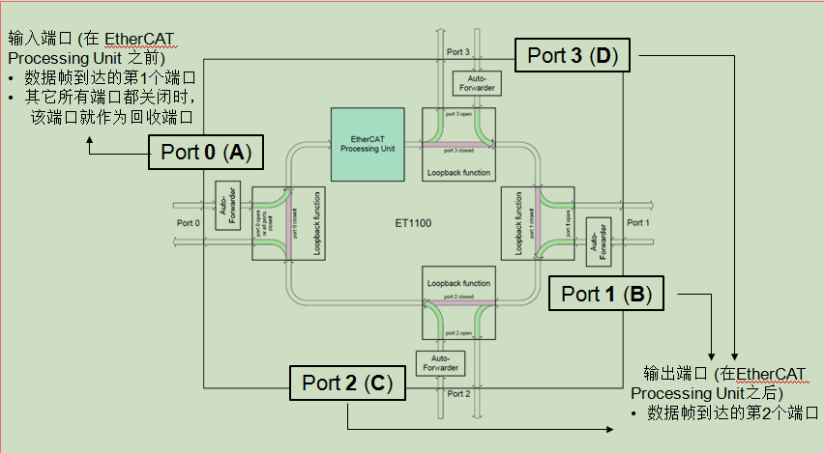 输入端口 (在 EtherCAT
Processing Unit 之前)
• 数据帧到达的第1个端口
• 其它所有端口都关闭时，
该端口就作为回收端口
Port 0 (A)
Port 3
Port 3 (D)
Auto-
Forwarder
port 3 open
port 3 closed
Loopback function
EtherCAT
Processing Unit
Port 0
Auto-
Forwarder
port 0 open
or all ports
closed
port 0 closed
Loopback function
ET1100
Loopback function
port 1 closed
port 1 open
Auto-
Forwarder
Port 1
Port 1 (B)
Loopback function
port 2 closed
port 2 open
Auto-
Forwarder
Port 2
Port 2 (C)
输出端口 (在EtherCAT
Processing Unit之后)
• 数据帧到达的第2个端口